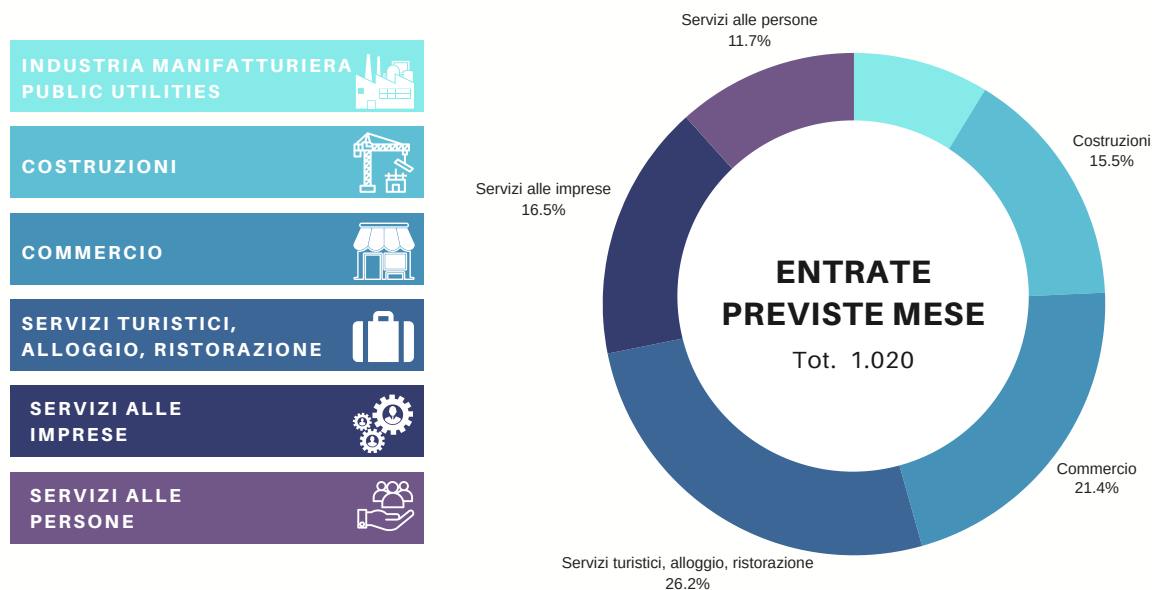 INDUSTRIA MANIFATTURIERA
PUBLIC UTILITIES
COSTRUZIONI
COMMERCIO
SERVIZI TURISTICI,
ALLOGGIO, RISTORAZIONE
SERVIZI ALLE
IMPRESE
SERVIZI ALLE
PERSONE
Servizi alle persone
11.7%
Costruzioni
15.5%
Servizi alle imprese
16.5%
ENTRATE
PREVISTE MESE
Tot. 1.020
Commercio
21.4%
Servizi turistici, alloggio, ristorazione
26.2%